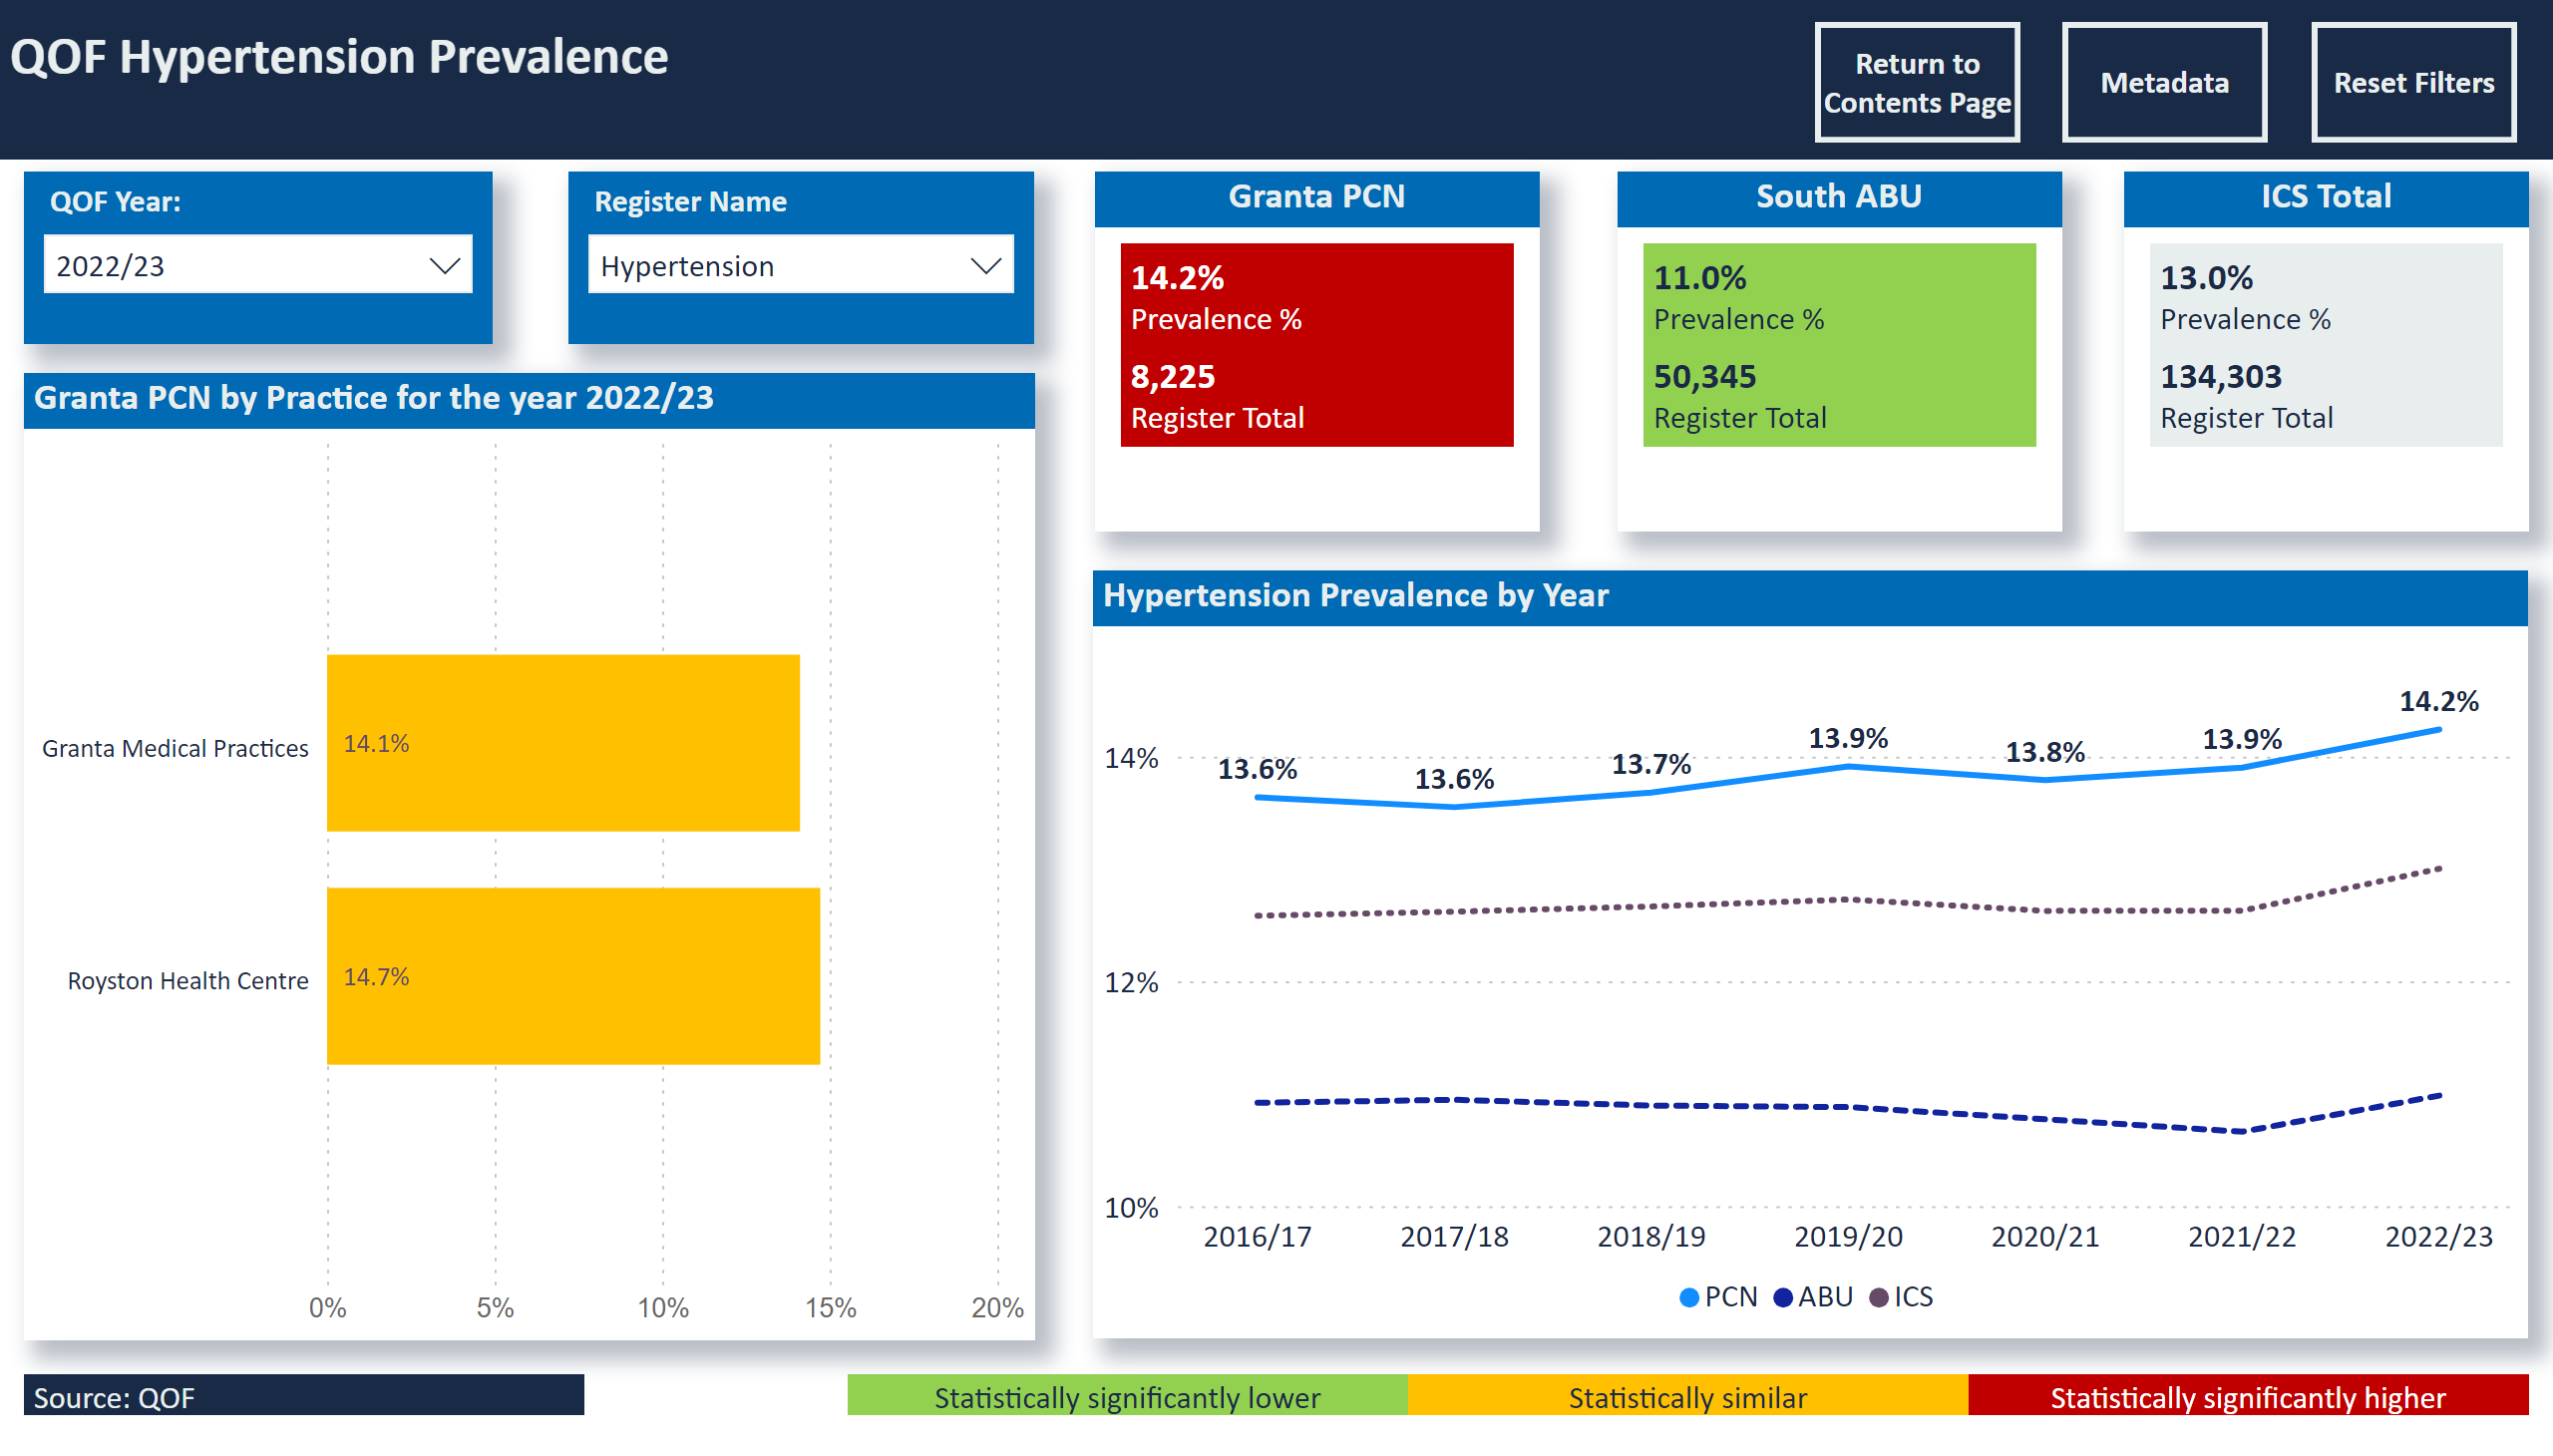 QOF Hypertension Prevalence
Return to
Contents Page
Metadata
Reset Filters
QOF Year:
2022/23
Register Name
Hypertension
Granta PCN
14.2%
Prevalence %
8,225
Register Total
South ABU
11.0%
Prevalence %
50,345
Register Total
ICS Total
13.0%
Prevalence %
134,303
Register Total
Granta PCN by Practice for the year 2022/23
Granta Medical Practices
14.1%
Royston Health Centre
14.7%
0% 5% 10% 15% 20%
Hypertension Prevalence by Year
14%
12%
10%
13.6% 13.6% 13.7% 13.9% 13.8% 13.9% 14.2%
2016/17 2017/18 2018/19 2019/20 2020/21 2021/22 2022/23
PCN ABU ICS
Source: QOF
Statistically significantly lower
Statistically similar
Statistically significantly higher